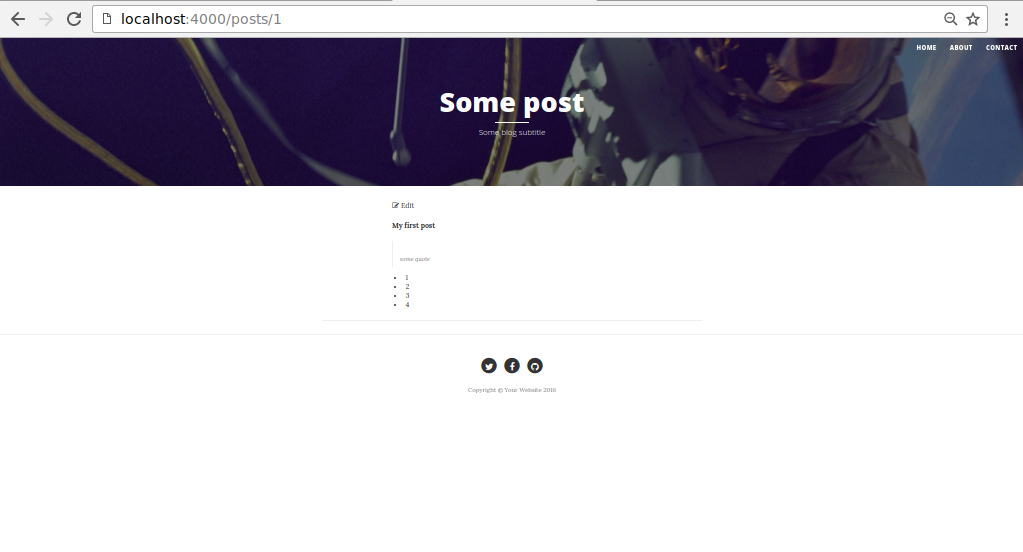 localhost:4000/posts/1
HOME ABOUT CONTACT
Some post
Some blog subtitle
Edit
My first post
some quote
1
2
3
4
Copyright © Your Website 2016